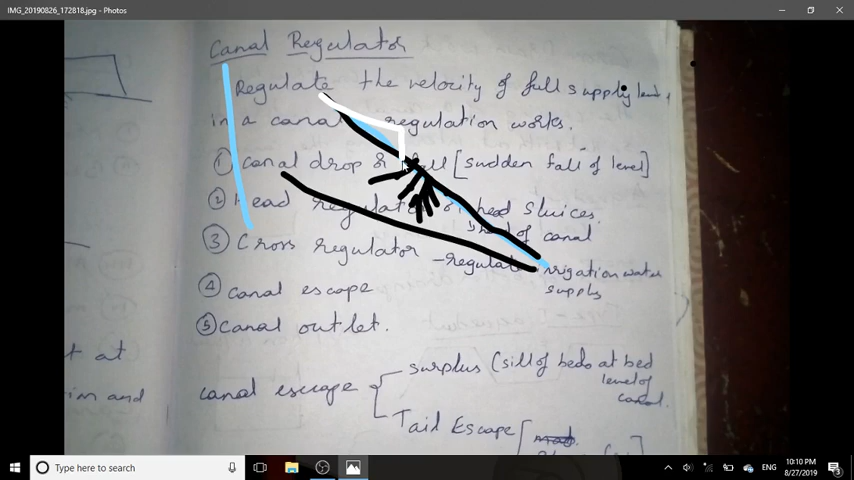 IMG_20190826_172818.jpg - Photos
Canal Regulator
Regulate the velocity of full supply
in a canal regulation works.
① canal drop & fall [sudden fall of level]
② Head regulator or head sluices.
of canal
③ Cross regulator - regulate irrigation water
supply
④ canal escape
⑤ canal outlet.
t at
ion and
canal escape
surplus (sill of beds at bed
level of
canal.
Tail Escape [
Type here to search
ENG
10:10 PM
8/27/2019
3